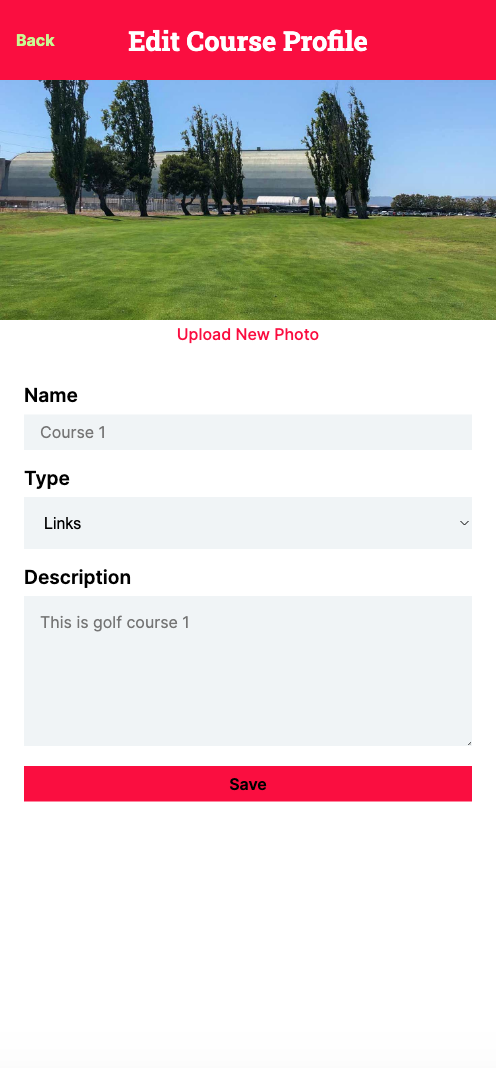 Back
Edit Course Profile
Upload New Photo
Name
Course 1
Type
Links
Description
This is golf course 1
Save